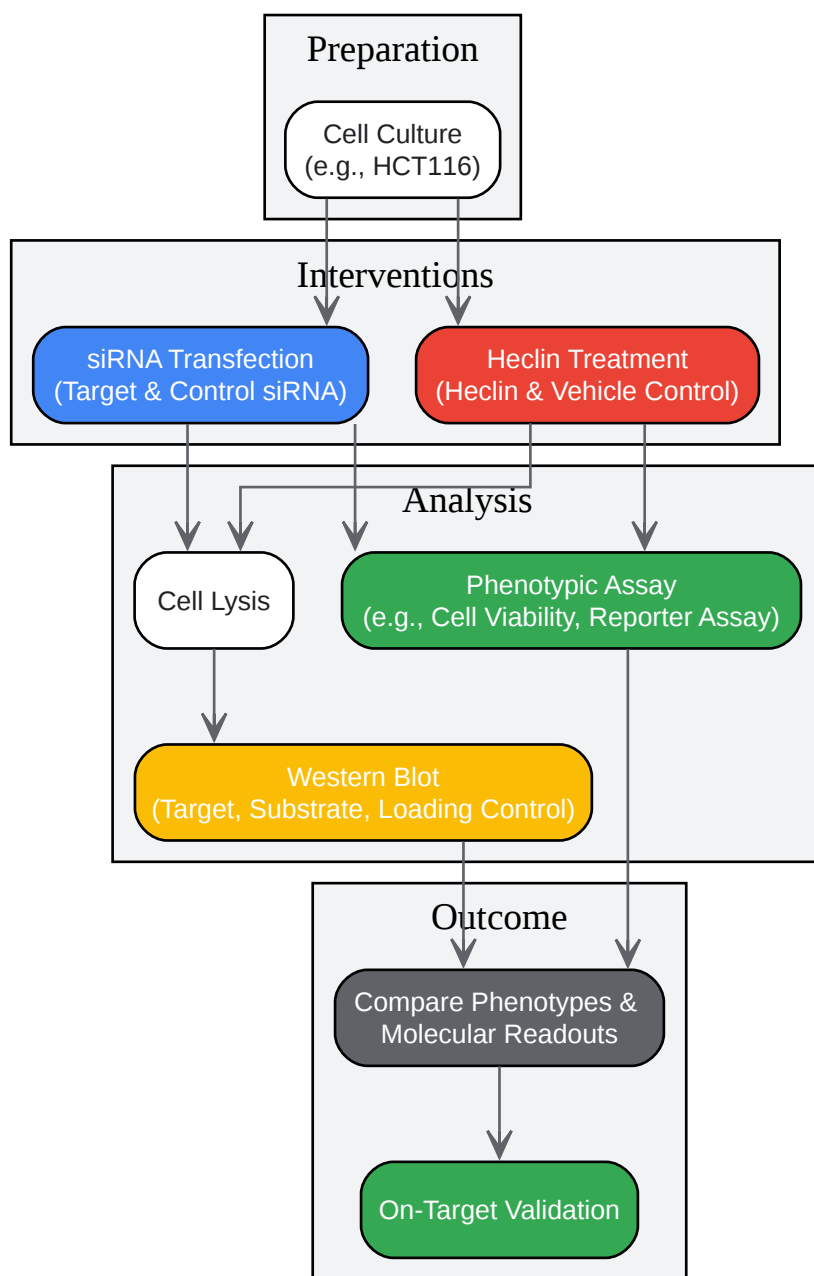 Preparation
Cell Culture
(e.g., HCT116)
Interventions
siRNA Transfection
(Target & Control siRNA)
Heclin Treatment
(Heclin & Vehicle Control)
Analysis
Cell Lysis
Phenotypic Assay
(e.g., Cell Viability, Reporter Assay)
Western Blot
(Target, Substrate, Loading Control)
Outcome
Compare Phenotypes &
Molecular Readouts
On-Target Validation